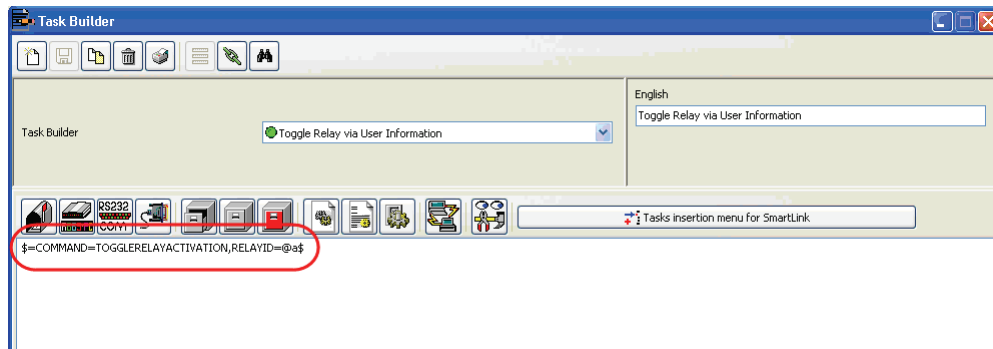 Task Builder
English
Toggle Relay via User Information
Task Builder
Toggle Relay via User Information
RS232
COM
Tasks insertion menu for SmartLink
$=COMMAND=TOGGLERELAYACTIVATION,RELAYID=@a$